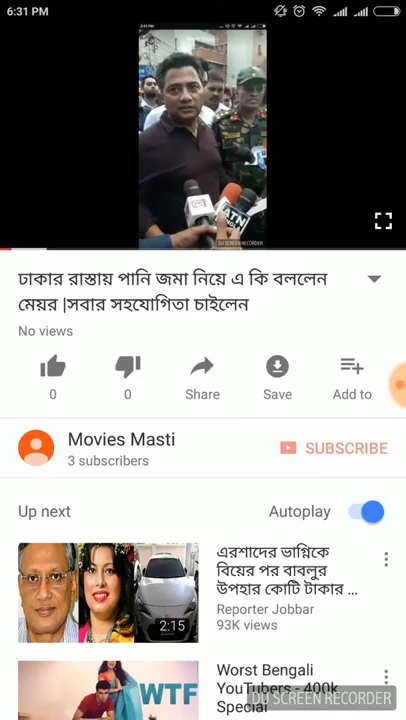 6:31 PM
ATN
DU SCREEN RECORDER
ঢাকার রাস্তায় পানি জমা নিয়ে এ কি বললেন
মেয়র |সবার সহযোগিতা চাইলেন
No views
0
0
Share
Save
Add to
Movies Masti
SUBSCRIBE
3 subscribers
Up next
Autoplay
এরশাদের ভাগ্নিকে
বিয়ের পর বাবলুর
উপহার কোটি টাকার ...
Reporter Jobbar
93K views
2:15
Worst Bengali
YouTubers - 400k
Special
WTF
DU SCREEN RECORDER